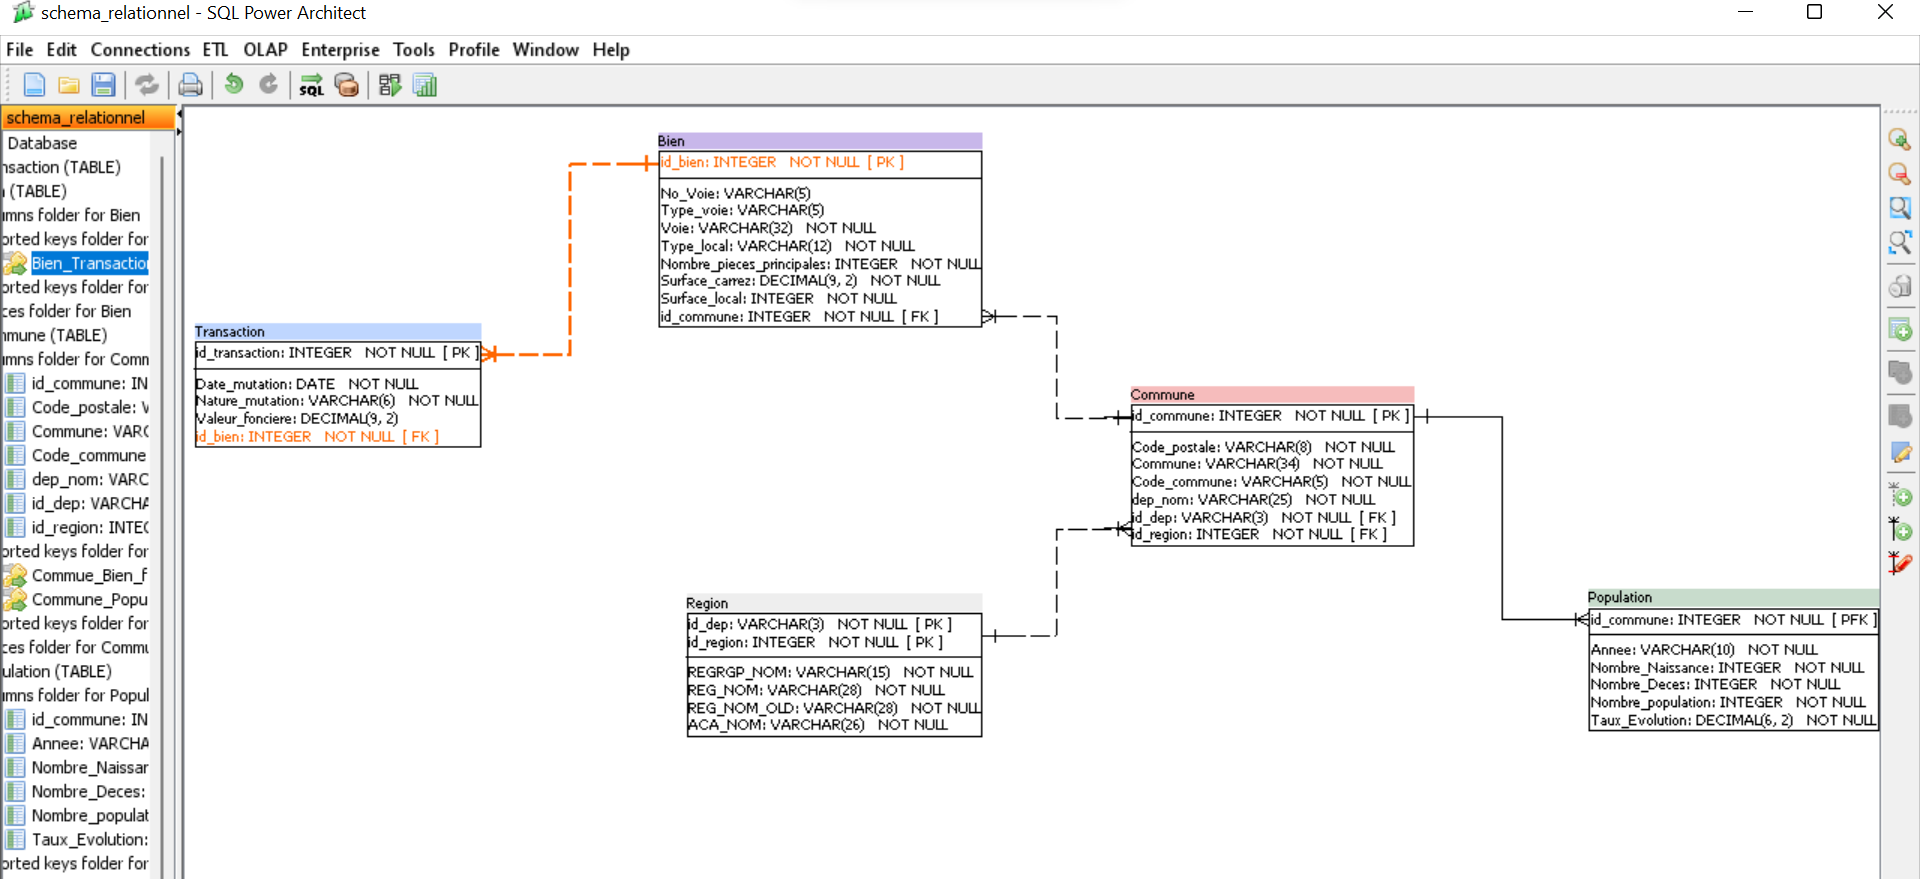 schema_relationnel - SQL Power Architect
File Edit Connections ETL OLAP Enterprise Tools Profile Window Help
SQL
schema_relationnel
Database
nsaction (TABLE)
(TABLE)
mns folder for Bien
orted keys folder for
Bien_Transaction
orted keys folder for
ces folder for Bien
mune (TABLE)
mns folder for Comm
id_commune: IN
Code_postale: V
Commune: VARC
Code_commune
dep_nom: VARC
id_dep: VARCHA
id_region: INTEG
orted keys folder for
Commue_Bien_f
Commune_Popu
orted keys folder for
ces folder for Commu
ulation (TABLE)
mns folder for Popul
id_commune: IN
Annee: VARCHA
Nombre_Naissar
Nombre_Deces:
Nombre_populat
Taux_Evolution:
orted keys folder for
Bien
id_bien: INTEGER NOT NULL [ PK ]
No_Voie: VARCHAR(5)
Type_voie: VARCHAR(5)
Voie: VARCHAR(32) NOT NULL
Type_local: VARCHAR(12) NOT NULL
Nombre_pieces_principales: INTEGER NOT NULL
Surface_carrez: DECIMAL(9, 2) NOT NULL
Surface_local: INTEGER NOT NULL
id_commune: INTEGER NOT NULL [ FK ]
Transaction
id_transaction: INTEGER NOT NULL [ PK ]
Date_mutation: DATE NOT NULL
Nature_mutation: VARCHAR(6) NOT NULL
Valeur_fonciere: DECIMAL(9, 2)
id_bien: INTEGER NOT NULL [ FK ]
Commune
id_commune: INTEGER NOT NULL [ PK ]
Code_postale: VARCHAR(8) NOT NULL
Commune: VARCHAR(34) NOT NULL
Code_commune: VARCHAR(5) NOT NULL
dep_nom: VARCHAR(25) NOT NULL
id_dep: VARCHAR(3) NOT NULL [ FK ]
id_region: INTEGER NOT NULL [ FK ]
Region
id_dep: VARCHAR(3) NOT NULL [ PK ]
id_region: INTEGER NOT NULL [ PK ]
REGRGP_NOM: VARCHAR(15) NOT NULL
REG_NOM: VARCHAR(28) NOT NULL
REG_NOM_OLD: VARCHAR(28) NOT NULL
ACA_NOM: VARCHAR(26) NOT NULL
Population
id_commune: INTEGER NOT NULL [ PFK ]
Annee: VARCHAR(10) NOT NULL
Nombre_Naissance: INTEGER NOT NULL
Nombre_Deces: INTEGER NOT NULL
Nombre_population: INTEGER NOT NULL
Taux_Evolution: DECIMAL(6, 2) NOT NULL